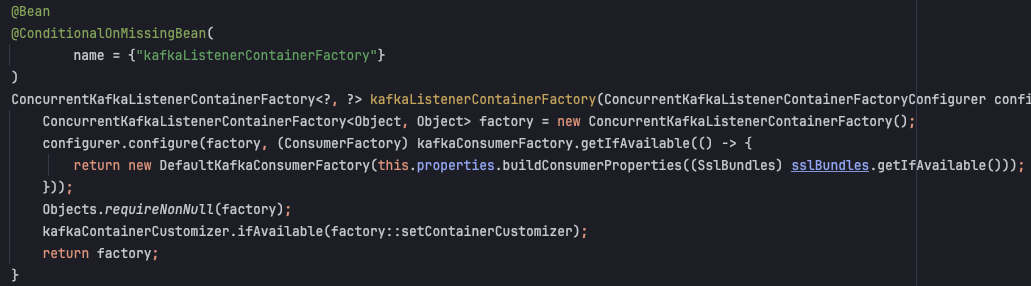 @Bean
@ConditionalOnMissingBean(
        name = {"kafkaListenerContainerFactory"}
)
ConcurrentKafkaListenerContainerFactory<?, ?> kafkaListenerContainerFactory(ConcurrentKafkaListenerContainerFactoryConfigurer confi
    ConcurrentKafkaListenerContainerFactory<Object, Object> factory = new ConcurrentKafkaListenerContainerFactory();
    configurer.configure(factory, (ConsumerFactory) kafkaConsumerFactory.getIfAvailable(() -> {
        return new DefaultKafkaConsumerFactory(this.properties.buildConsumerProperties((SslBundles) sslBundles.getIfAvailable()));
    }));
    Objects.requireNonNull(factory);
    kafkaContainerCustomizer.ifAvailable(factory::setContainerCustomizer);
    return factory;
}